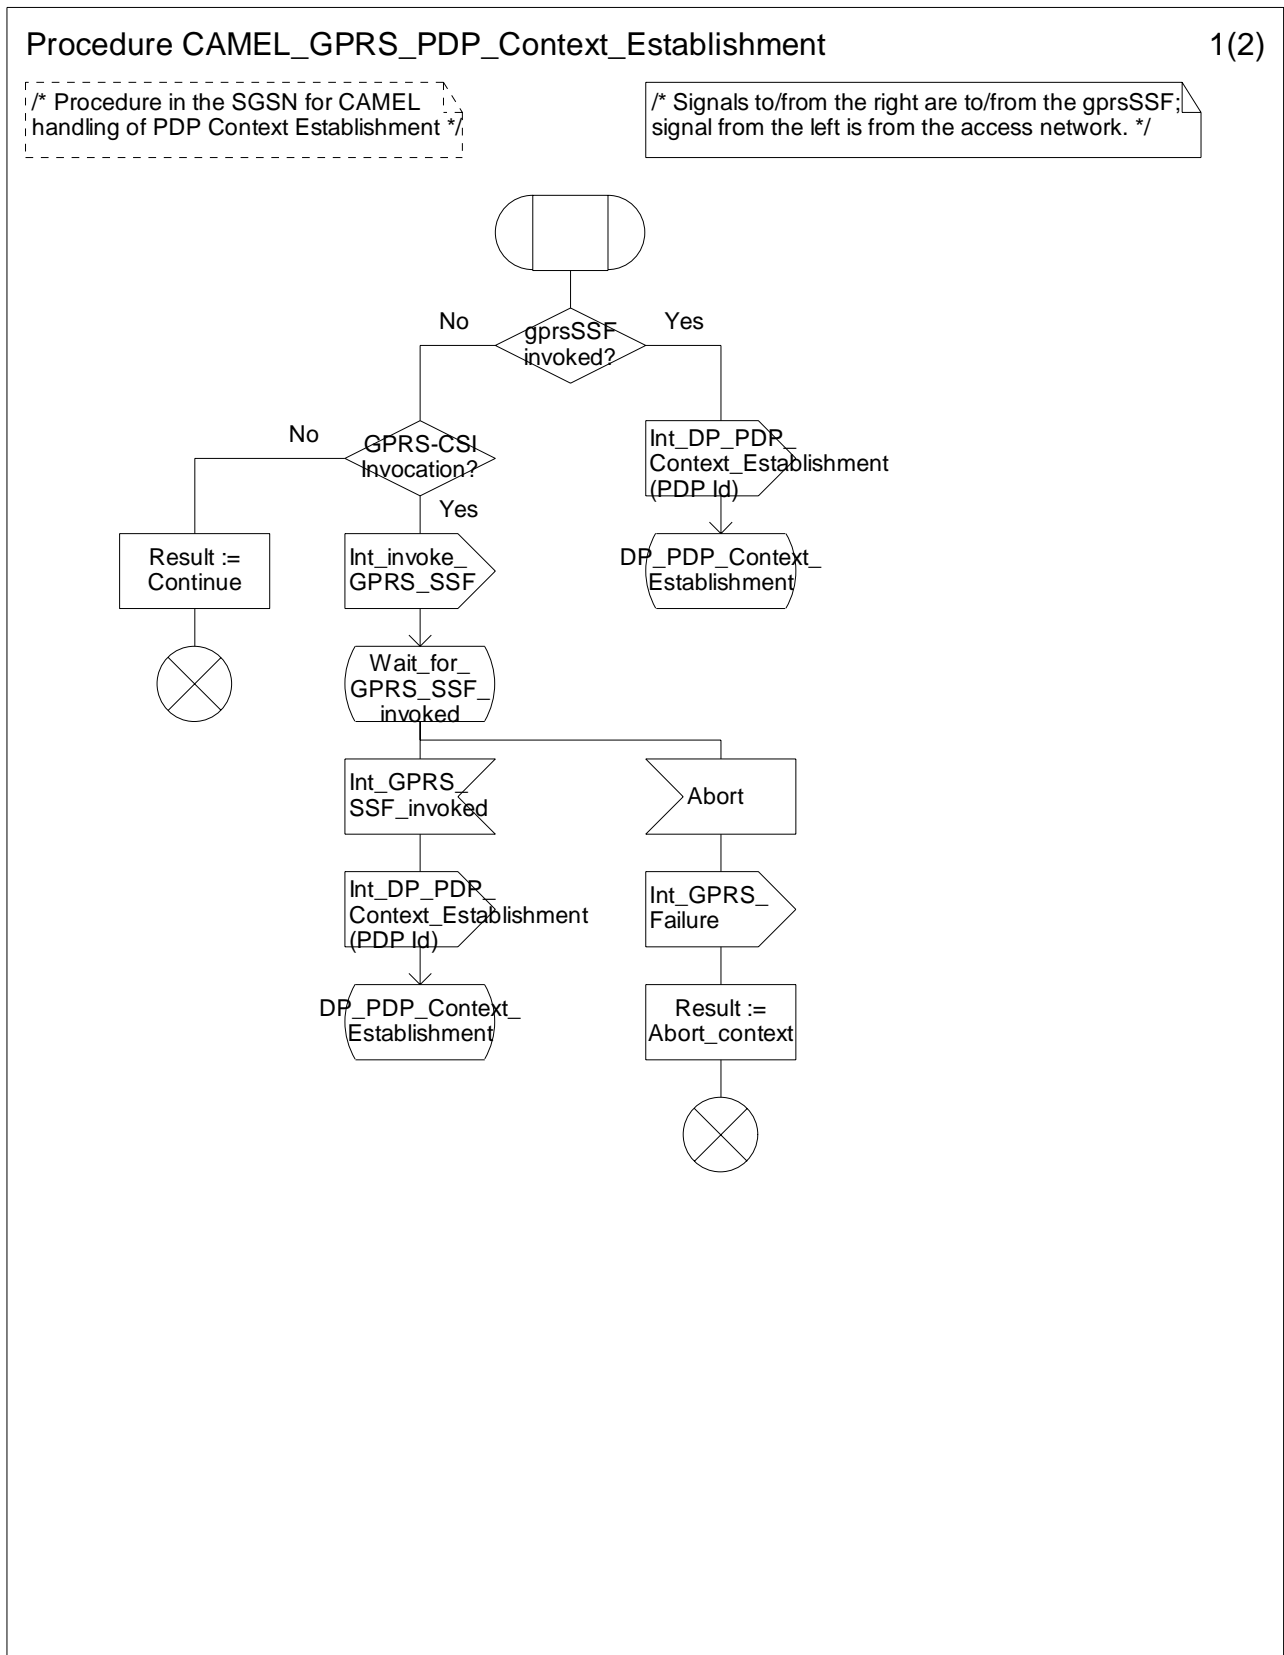 Procedure CAMEL_GPRS_PDP_Context_Establishment
1(2)
/* Procedure in the SGSN for CAMEL
handling of PDP Context Establishment */
/* Signals to/from the right are to/from the gprsSSF;
signal from the left is from the access network. */
gprsSSF
invoked?
No
Yes
GPRS-CSI
Invocation?
No
Yes
Int_DP_PDP_
Context_Establishment
(PDP Id)
Result :=
Continue
Int_invoke_
GPRS_SSF
DP_PDP_Context_
Establishment
Wait_for_
GPRS_SSF_
invoked
Int_GPRS_
SSF_invoked
Abort
Int_DP_PDP_
Context_Establishment
(PDP Id)
Int_GPRS_
Failure
DP_PDP_Context_
Establishment
Result :=
Abort_context